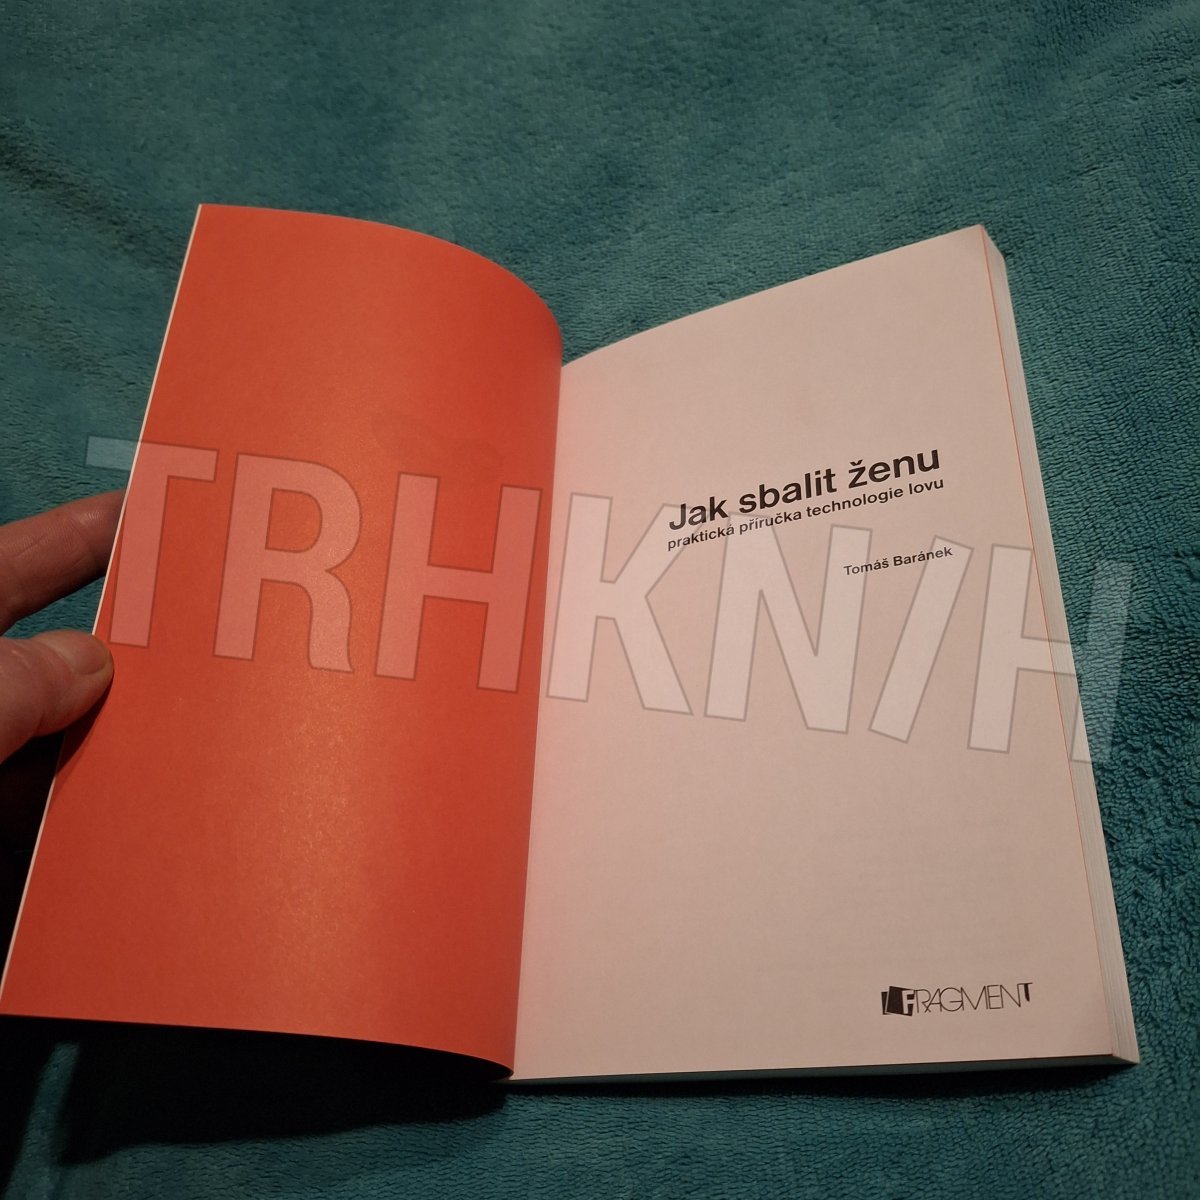 Jak sbalit ženu
praktická příručka technologie lovu
Tomáš Baránek
TRHKNIH
FRAGMENT